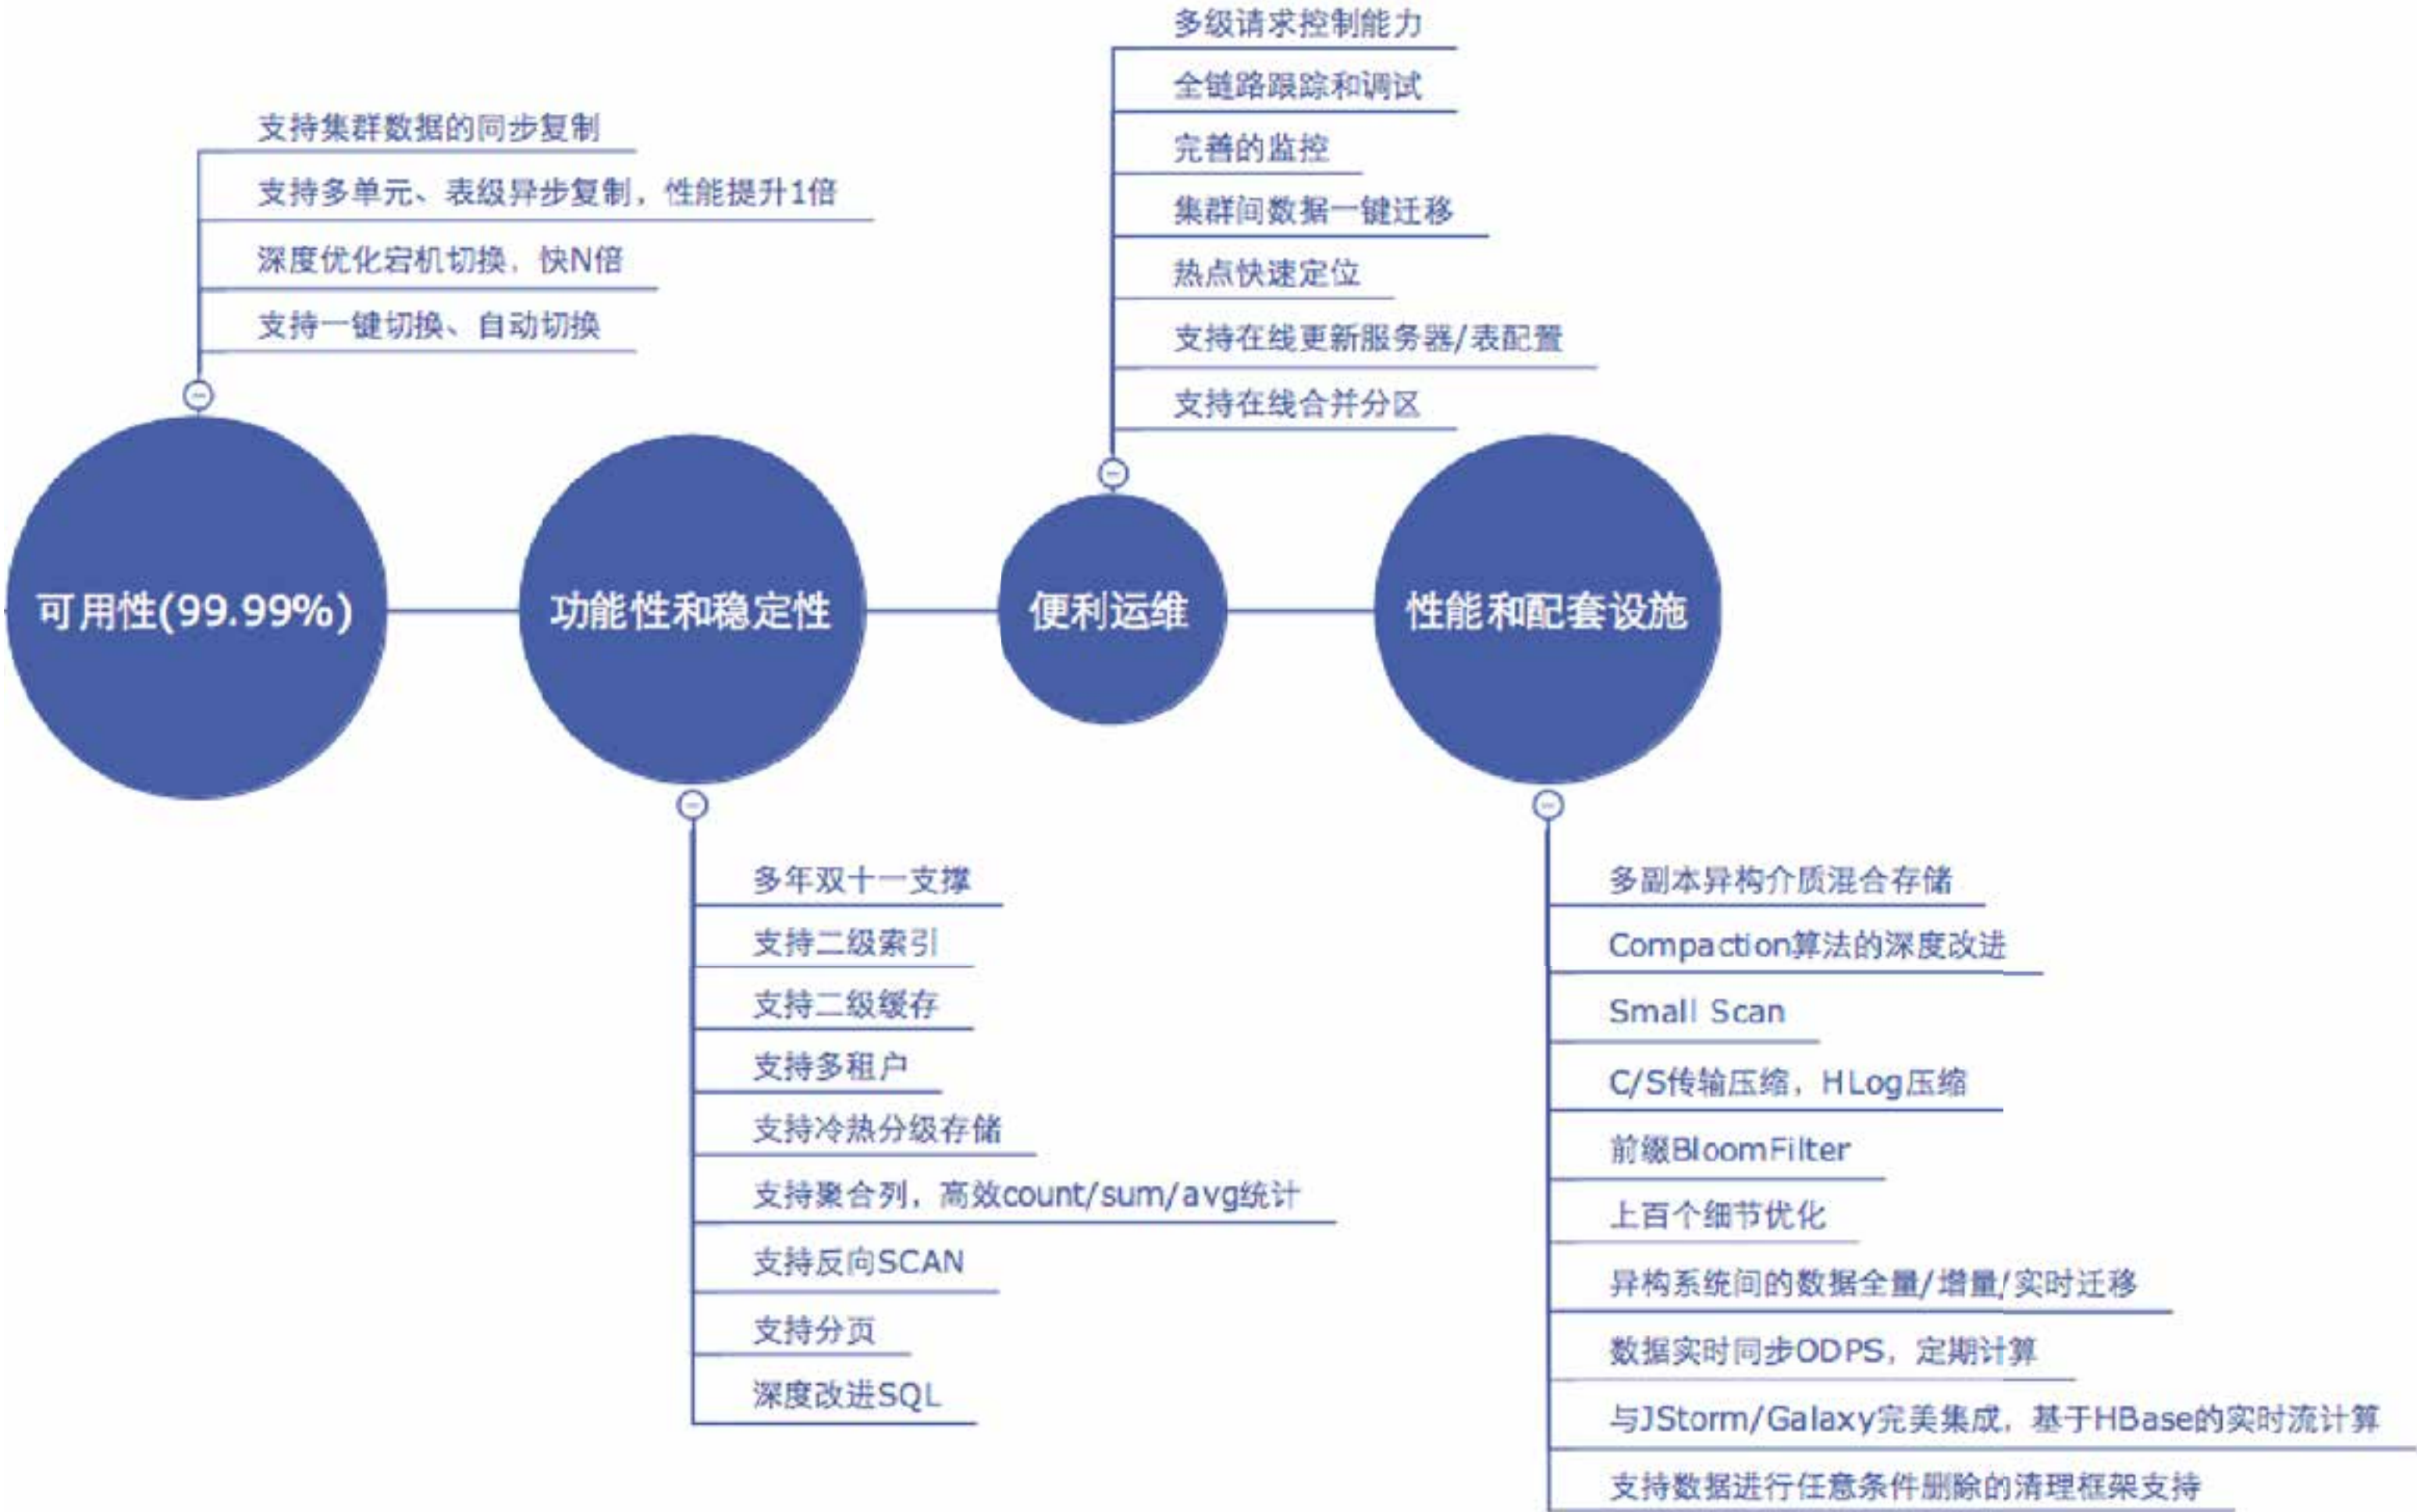 支持集群数据的同步复制
支持多单元、表级异步复制，性能提升1倍
深度优化宕机切换，快N倍
支持一键切换、自动切换
可用性(99.99%)
功能性和稳定性
多年双十一支撑
支持二级索引
支持二级缓存
支持多租户
支持冷热分级存储
支持聚合列，高效count/sum/avg统计
支持反向SCAN
支持分页
深度改进SQL
多级请求控制能力
全链路跟踪和调试
完善的监控
集群间数据一键迁移
热点快速定位
支持在线更新服务器/表配置
支持在线合并分区
便利运维
性能和配套设施
多副本异构介质混合存储
Compaction算法的深度改进
Small Scan
C/S传输压缩，HLog压缩
前缀BloomFilter
上百个细节优化
异构系统间的数据全量/增量/实时迁移
数据实时同步ODPS，定期计算
与JStorm/Galaxy完美集成，基于HBase的实时流计算
支持数据进行任意条件删除的清理框架支持